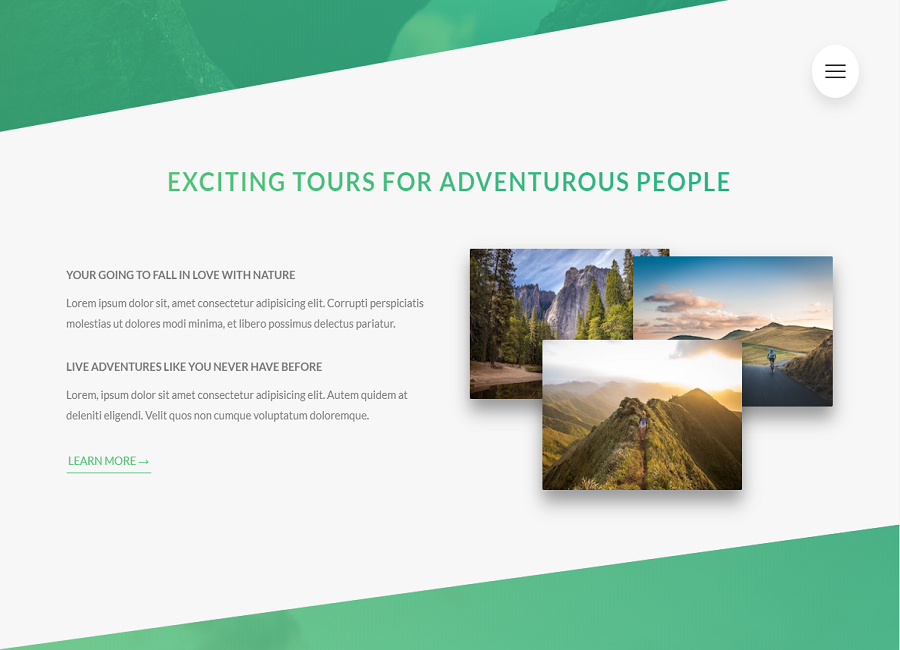 EXCITING TOURS FOR ADVENTUROUS PEOPLE
YOUR GOING TO FALL IN LOVE WITH NATURE
Lorem ipsum dolor sit, amet consectetur adipisicing elit. Corrupti perspiciatis
molestias ut dolores modi minima, et libero possimus delectus pariatur.
LIVE ADVENTURES LIKE YOU NEVER HAVE BEFORE
Lorem, ipsum dolor sit amet consectetur adipisicing elit. Autem quidem at
deleniti eligendi. Velit quos non cumque voluptatum doloremque.
LEARN MORE →